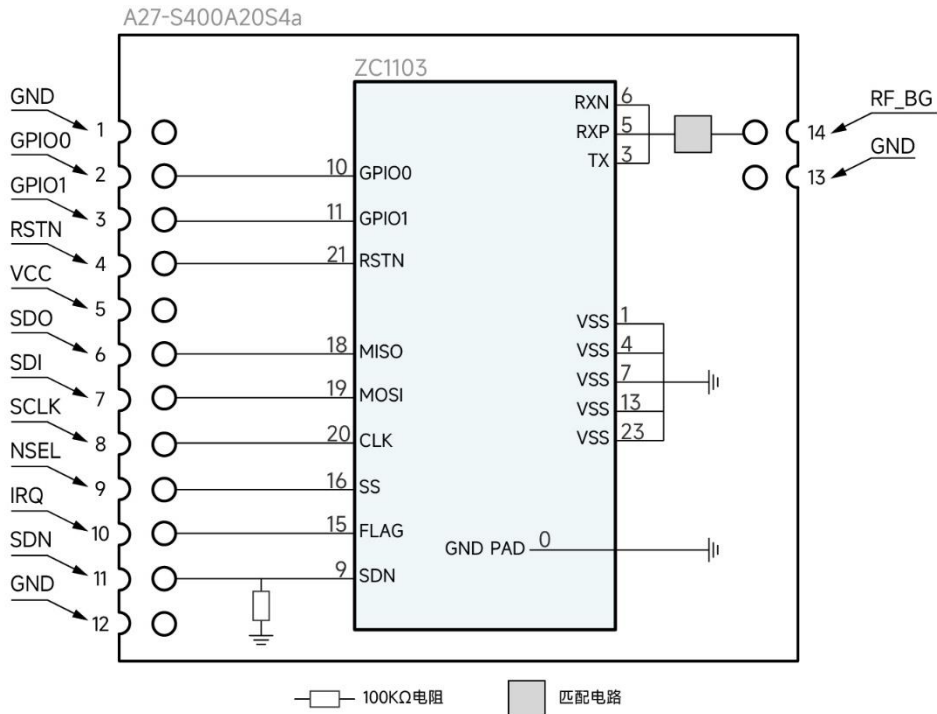 A27-S400A20S4a
ZC1103
GND
1
GPIO0
2
GPIO1
3
RSTN
4
VCC
5
SDO
6
SDI
7
SCLK
8
NSEL
9
IRQ
10
SDN
11
GND
12
10 GPIO0
11 GPIO1
21 RSTN
18 MISO
19 MOSI
20 CLK
16 SS
15 FLAG
9 SDN
RXN 6
RXP 5
TX 3
VSS 1
VSS 4
VSS 7
VSS 13
VSS 23
GND PAD 0
RF_BG
14
GND
13
100KΩ电阻
匹配电路